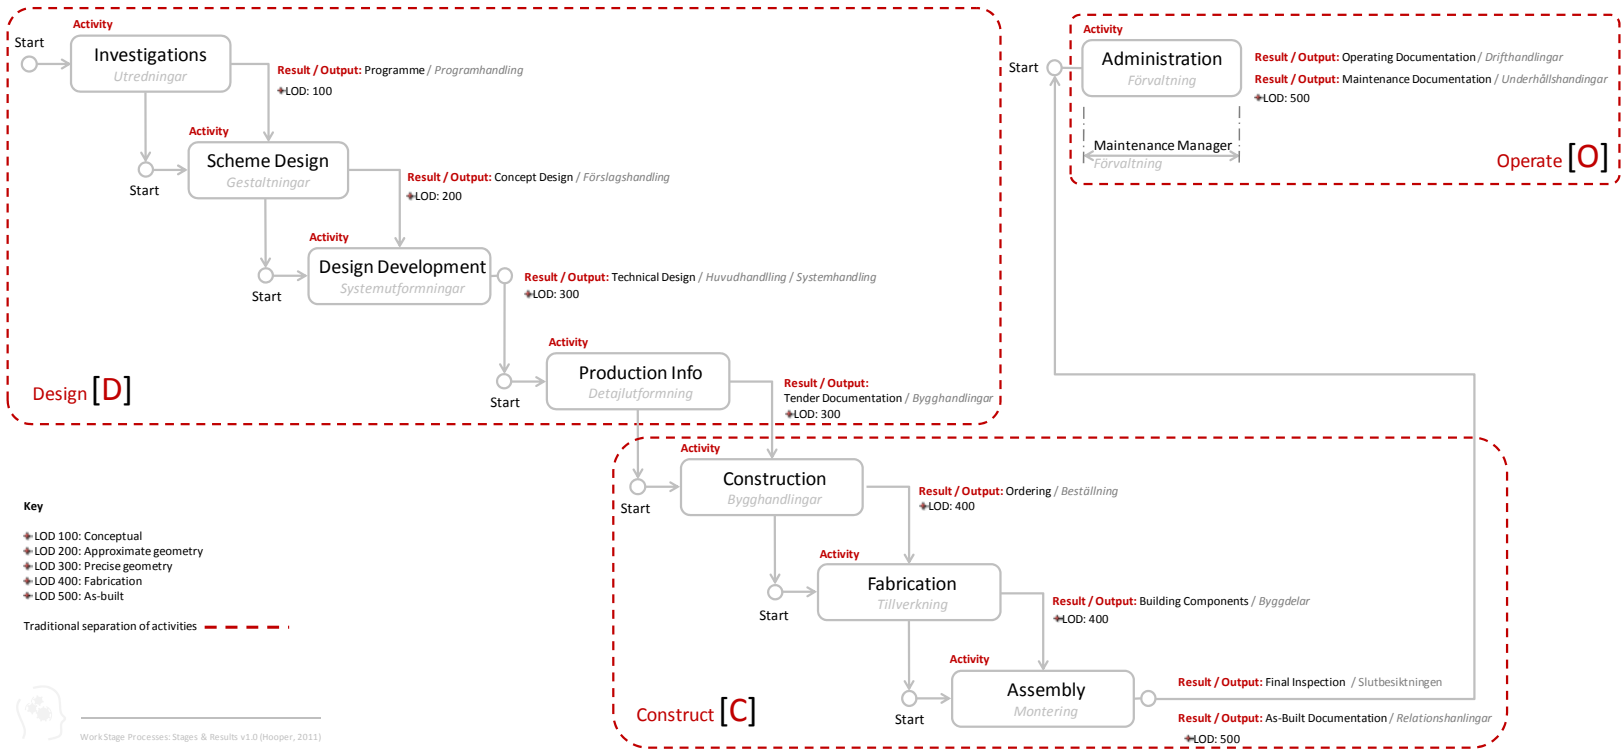 Activity
Start
Investigations
Utredningar
Result / Output: Programme / Programhandling
LOD: 100
Activity
Scheme Design
Gestaltningar
Start
Result / Output: Concept Design / Förslagshandling
LOD: 200
Activity
Design Development
Systemutformningar
Start
Result / Output: Technical Design / Huvudhandlling / Systemhandling
LOD: 300
Activity
Production Info
Detajlutformning
Start
Result / Output:
Tender Documentation / Bygghandlingar
LOD: 300
Design [D]
Activity
Start
Administration
Förvaltning
Result / Output: Operating Documentation / Drifthandlingar
Result / Output: Maintenance Documentation / Underhållshandingar
LOD: 500
Maintenance Manager
Förvaltning
Operate [O]
Activity
Construction
Bygghandlingar
Start
Result / Output: Ordering / Beställning
LOD: 400
Activity
Fabrication
Tillverkning
Start
Result / Output: Building Components / Byggdelar
LOD: 400
Activity
Assembly
Montering
Start
Result / Output: Final Inspection / Slutbesiktningen
Result / Output: As-Built Documentation / Relationshanlingar
LOD: 500
Construct [C]
Key
LOD 100: Conceptual
LOD 200: Approximate geometry
LOD 300: Precise geometry
LOD 400: Fabrication
LOD 500: As-built
Traditional separation of activities
Work Stage Processes: Stages & Results v1.0 (Hooper, 2011)